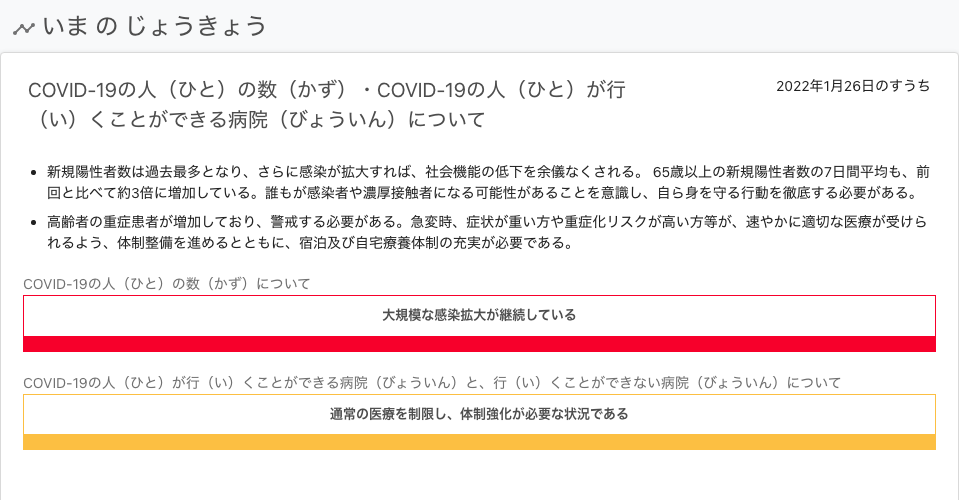 いま の じょうきょう
COVID-19の人（ひと）の数（かず）・COVID-19の人（ひと）が行
（い）くことができる病院（びょういん）について
2022年1月26日のすうち
• 新規陽性者数は過去最多となり、さらに感染が拡大すれば、社会機能の低下を余儀なくされる。 65歳以上の新規陽性者数の7日間平均も、前
回と比べて約3倍に増加している。誰もが感染者や濃厚接触者になる可能性があることを意識し、自ら身を守る行動を徹底する必要がある。
• 高齢者の重症患者が増加しており、警戒する必要がある。急変時、症状が重い方や重症化リスクが高い方等が、速やかに適切な医療が受けら
れるよう、体制整備を進めるとともに、宿泊及び自宅療養体制の充実が必要である。
COVID-19の人（ひと）の数（かず）について
大規模な感染拡大が継続している
COVID-19の人（ひと）が行（い）くことができる病院（びょういん）と、行（い）くことができない病院（びょういん）について
通常の医療を制限し、体制強化が必要な状況である